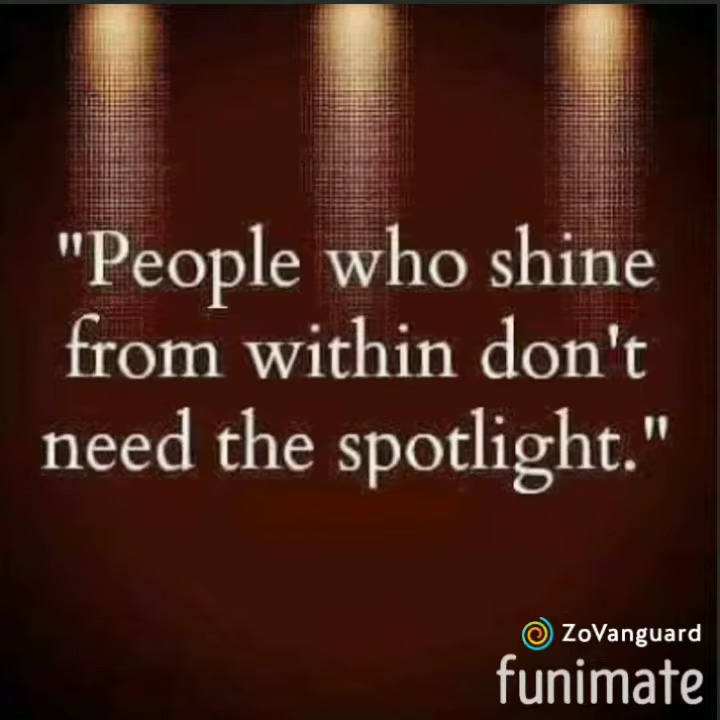 "People who shine
from within don't
need the spotlight."
ZoVanguard
funimate